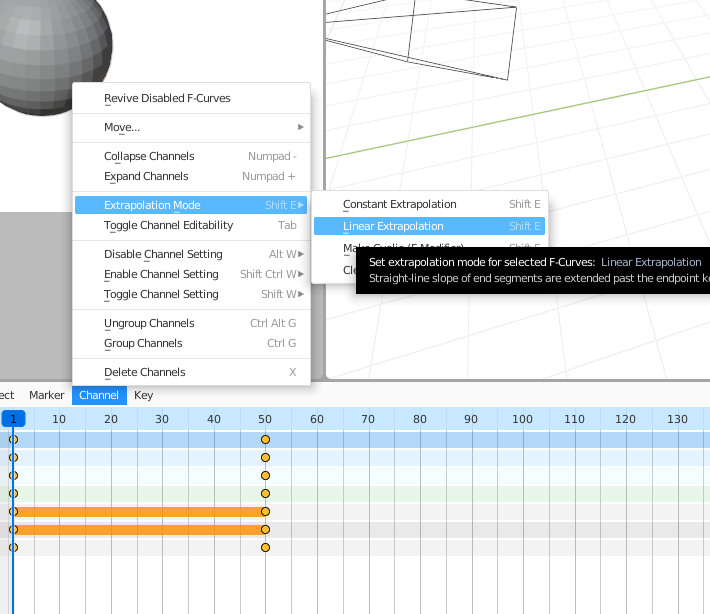 Revive Disabled F-Curves
Move...
Collapse Channels Numpad -
Expand Channels Numpad +
Extrapolation Mode Shift E
Toggle Channel Editability Tab
Disable Channel Setting Alt W
Enable Channel Setting Shift Ctrl W
Toggle Channel Setting Shift W
Ungroup Channels Ctrl Alt G
Group Channels Ctrl G
Delete Channels X
Constant Extrapolation Shift E
Linear Extrapolation Shift E
Make Cyclic (F-Modifier) Shift E
Cle
Set extrapolation mode for selected F-Curves: Linear Extrapolation
Straight-line slope of end segments are extended past the endpoint k
ect Marker Channel Key
1 10 20 30 40 50 60 70 80 90 100 110 120 130